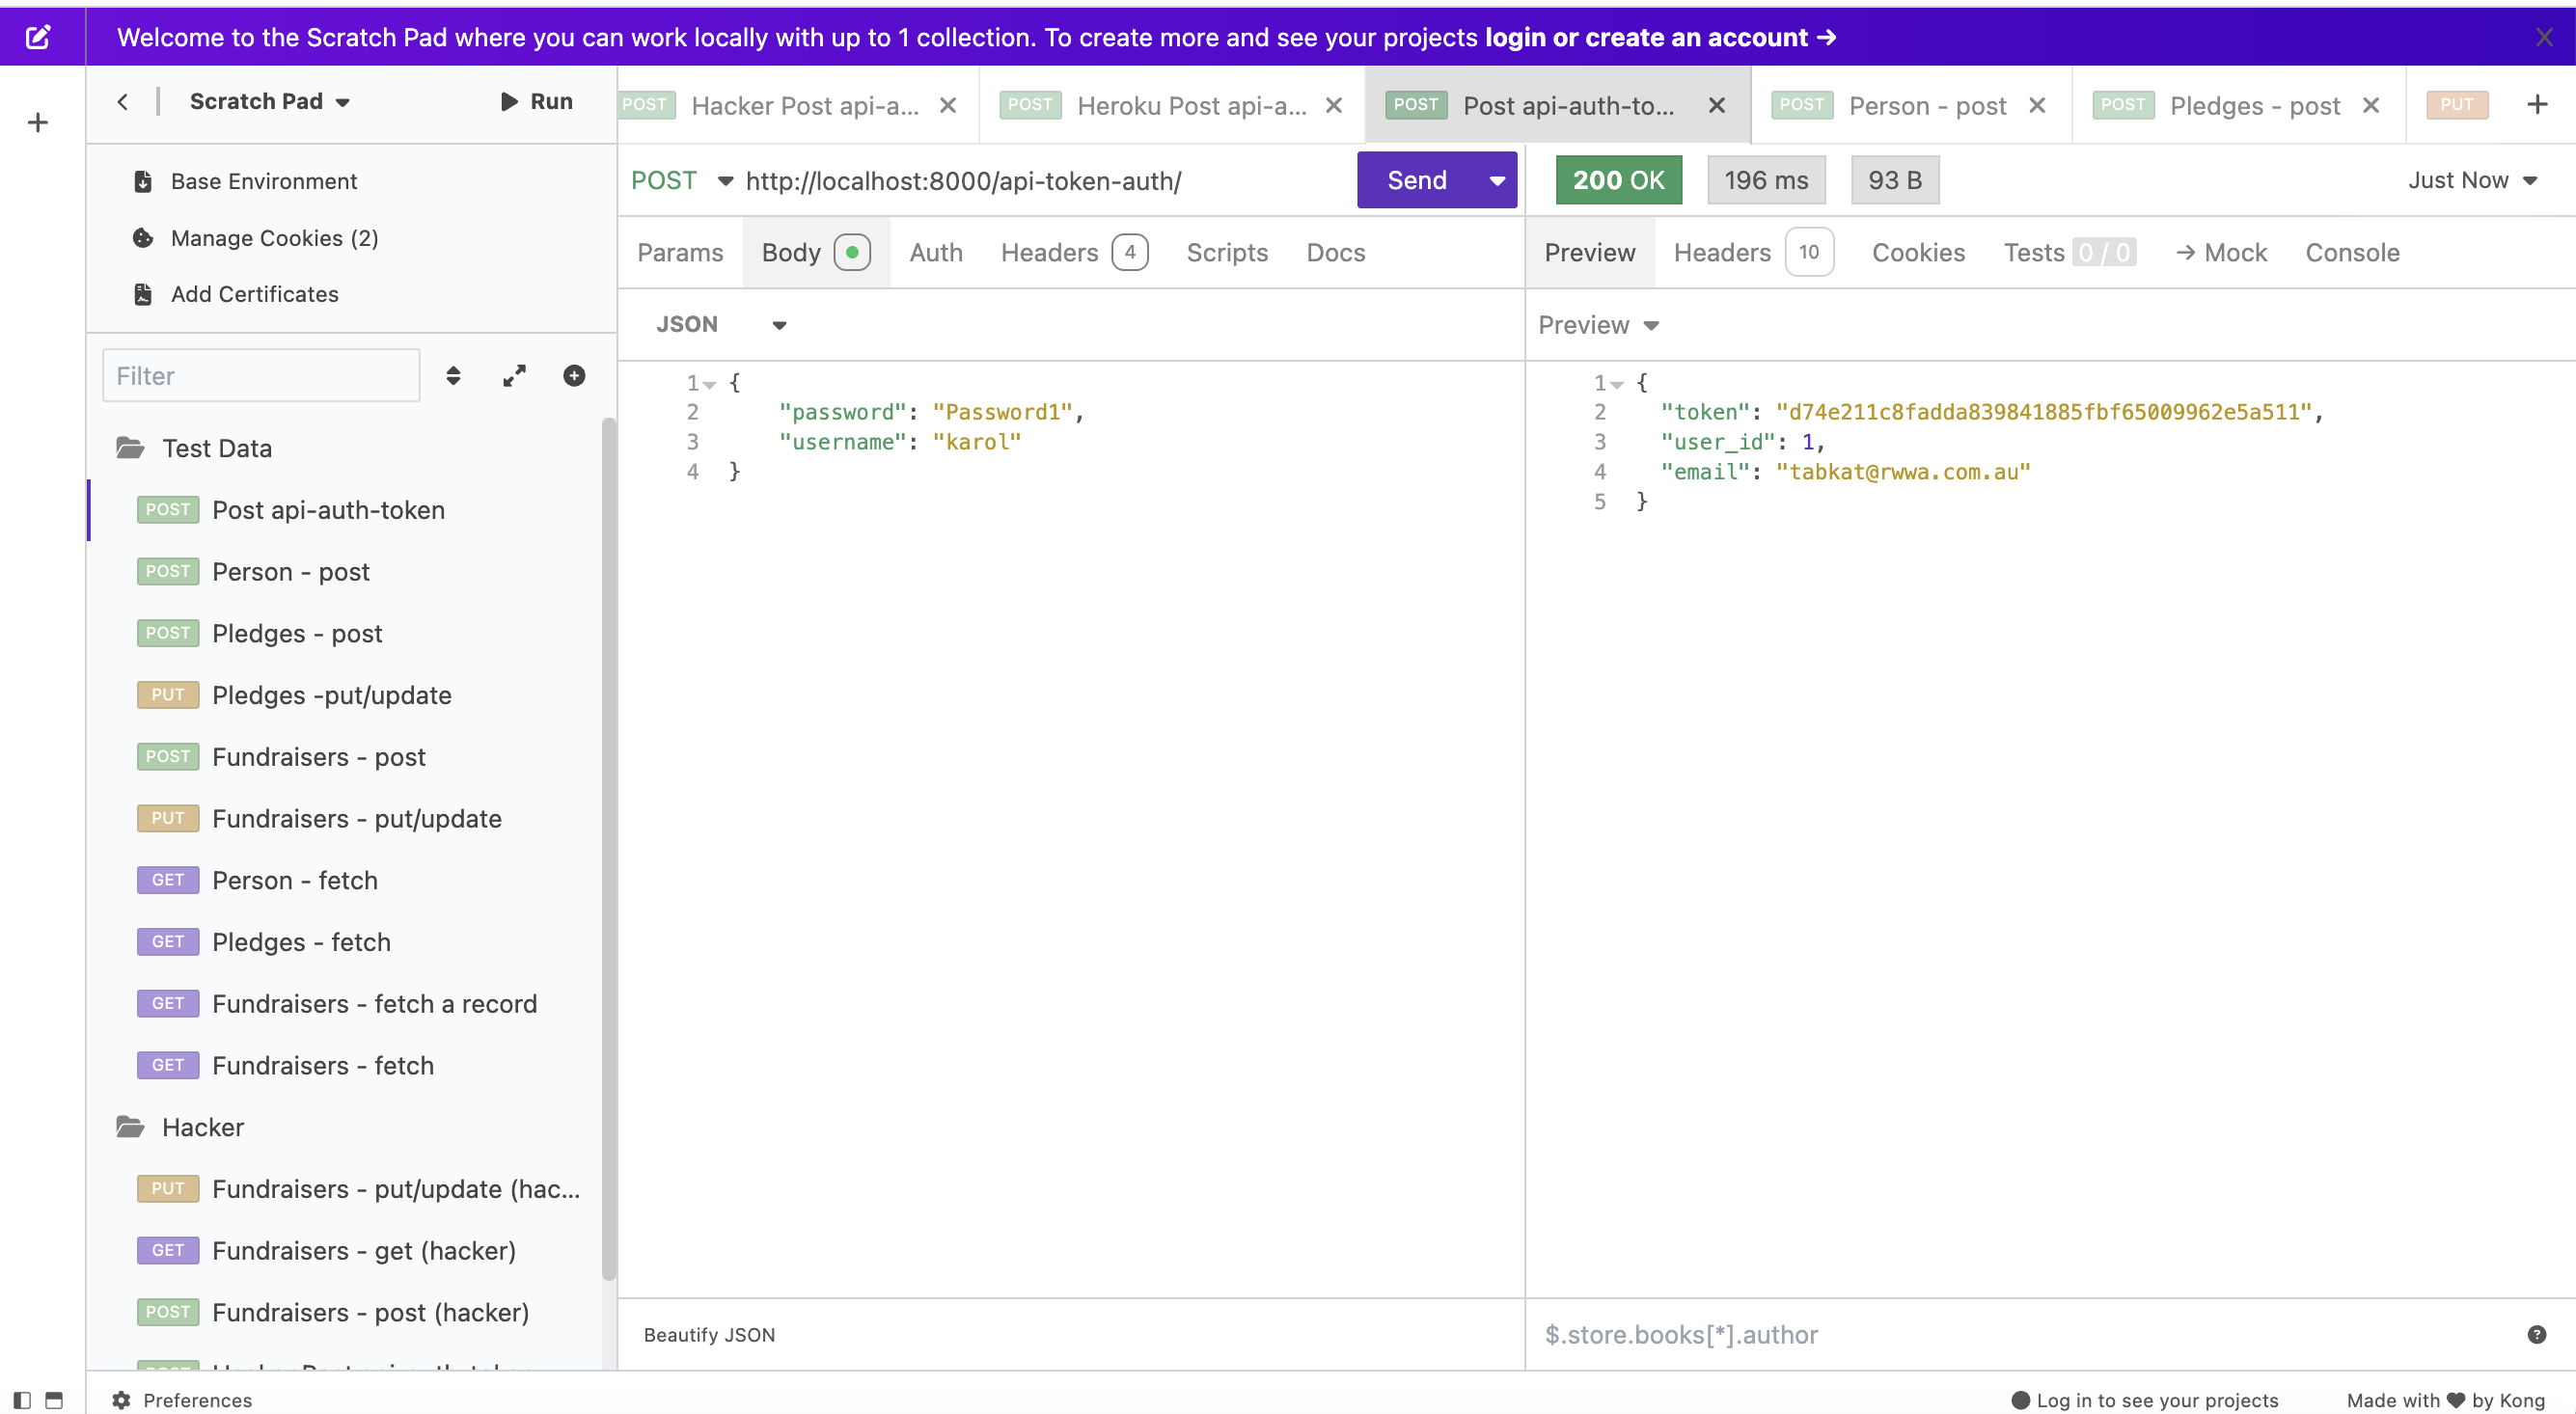 Welcome to the Scratch Pad where you can work locally with up to 1 collection. To create more and see your projects login or create an account →
Scratch Pad
Run
POST Hacker Post api-a...
POST Heroku Post api-a...
POST Post api-auth-to...
POST Person - post
POST Pledges - post
PUT
Base Environment
Manage Cookies (2)
Add Certificates
Filter
Test Data
POST Post api-auth-token
POST Person - post
POST Pledges - post
PUT Pledges -put/update
POST Fundraisers - post
PUT Fundraisers - put/update
GET Person - fetch
GET Pledges - fetch
GET Fundraisers - fetch a record
GET Fundraisers - fetch
Hacker
PUT Fundraisers - put/update (hac...
GET Fundraisers - get (hacker)
POST Fundraisers - post (hacker)
POST http://localhost:8000/api-token-auth/
Send
Params Body Auth Headers 4 Scripts Docs
JSON
1 {
2 "password": "Password1",
3 "username": "karol"
4 }
Beautify JSON
200 OK 196 ms 93 B
Just Now
Preview Headers 10 Cookies Tests 0 / 0 → Mock Console
Preview
1 {
2 "token": "d74e211c8fadda839841885fbf65009962e5a511",
3 "user_id": 1,
4 "email": "tabkat@rwwa.com.au"
5 }
$.store.books[*].author
Preferences
Log in to see your projects
Made with ♥ by Kong